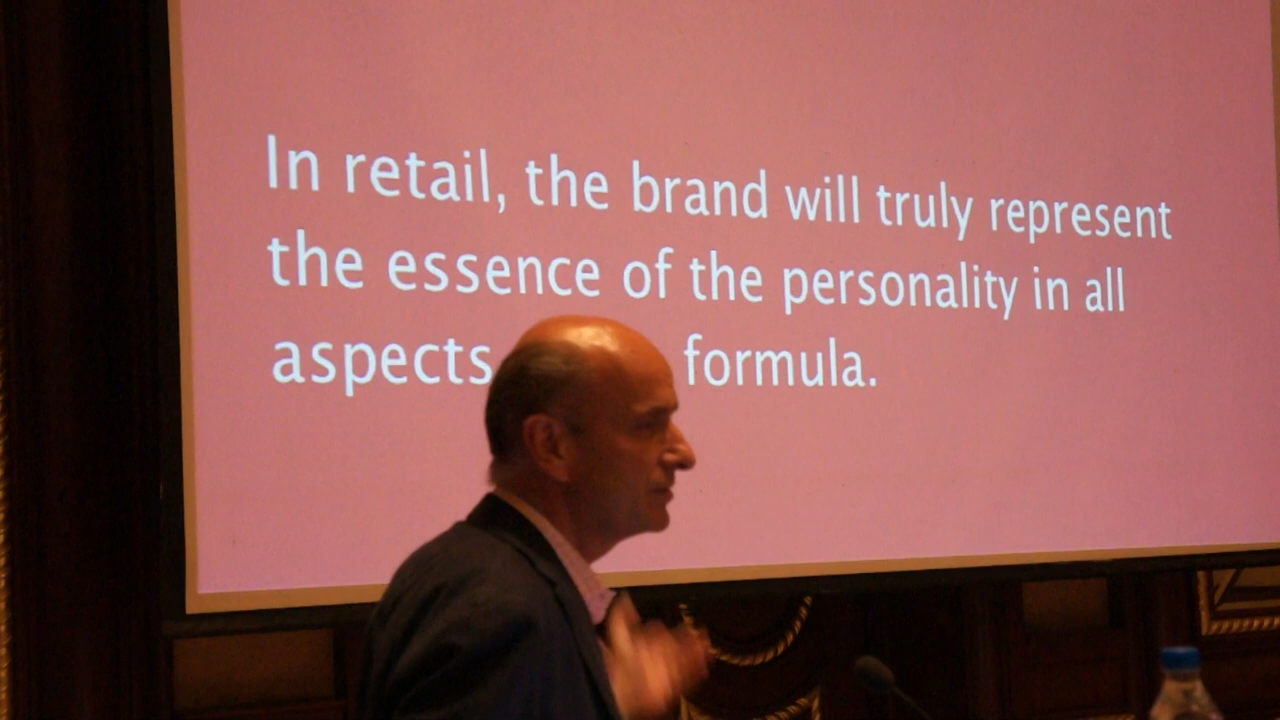 In retail, the brand will truly represent
the essence of the personality in all
aspects formula.